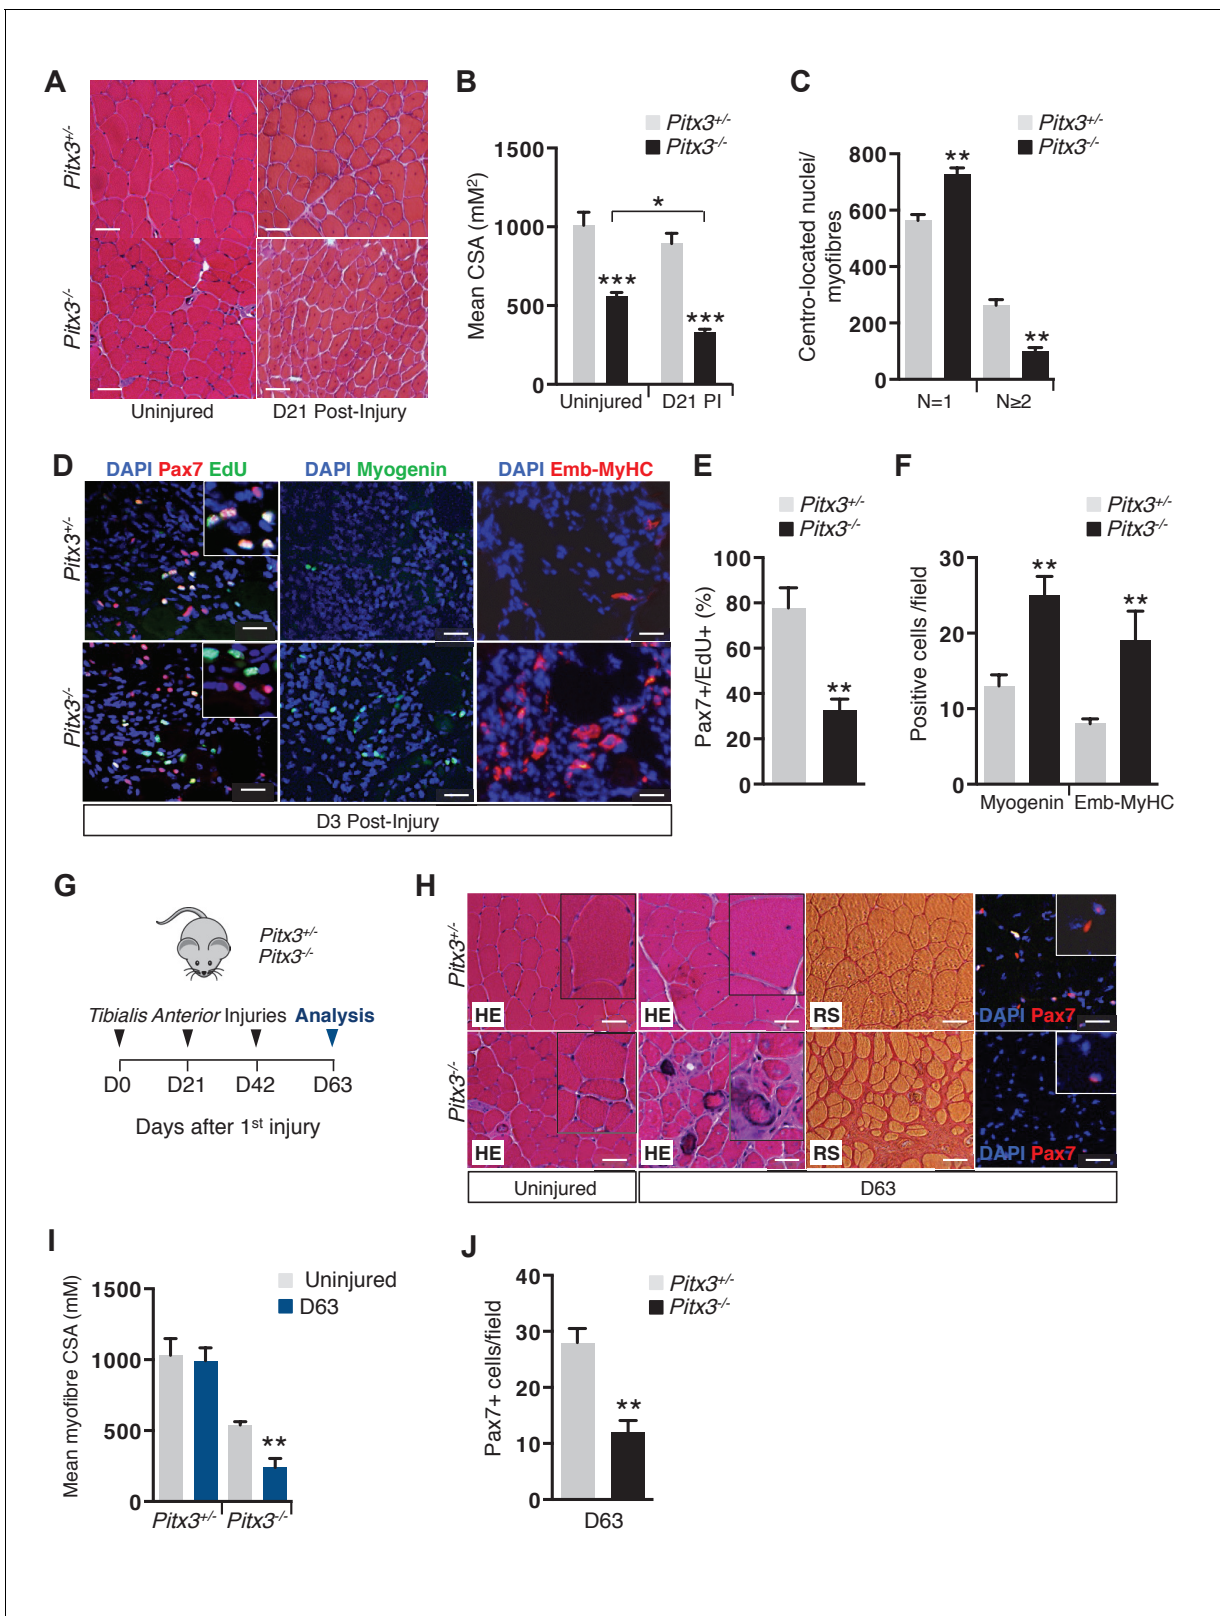 A
Pitx3+/-
Pitx3-/-
Uninjured
D21 Post-Injury
B
Pitx3+/-
Pitx3-/-
Mean CSA (mM²)
1500
1000
500
0
*
***
***
Uninjured
D21 PI
C
Pitx3+/-
Pitx3-/-
Centro-located nuclei/
myofibres
800
600
400
200
0
**
**
N=1
N≥2
D
DAPI Pax7 EdU
DAPI Myogenin
DAPI Emb-MyHC
Pitx3+/-
Pitx3-/-
D3 Post-Injury
E
Pitx3+/-
Pitx3-/-
Pax7+/EdU+ (%)
100
80
60
40
20
0
**
F
Pitx3+/-
Pitx3-/-
Positive cells /field
30
20
10
0
**
**
Myogenin
Emb-MyHC
G
Pitx3+/-
Pitx3-/-
Tibialis Anterior Injuries
Analysis
D0
D21
D42
D63
Days after 1st injury
H
Pitx3+/-
Pitx3-/-
HE
HE
RS
DAPI Pax7
HE
HE
RS
DAPI Pax7
Uninjured
D63
I
Uninjured
D63
Mean myofibre CSA (mM)
1500
1000
500
0
**
Pitx3+/-
Pitx3-/-
J
Pitx3+/-
Pitx3-/-
Pax7+ cells/field
40
30
20
10
0
**
D63